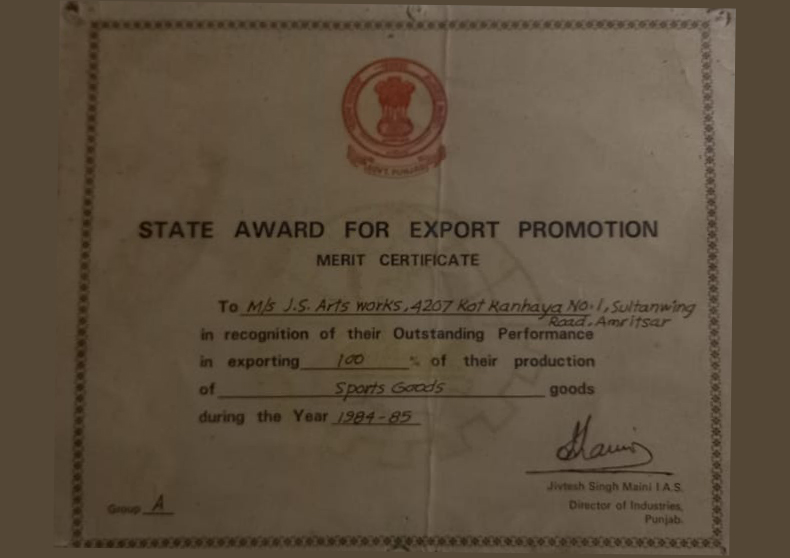 GOVT. PUNJAB
STATE AWARD FOR EXPORT PROMOTION
MERIT CERTIFICATE
To M/s J.S. Arts works, 4207 Kot Kanhaya No.1, Sultanwing
Road, Amritsar
in recognition of their Outstanding Performance
in exporting 100 % of their production
of Sports Goods goods
during the Year 1984-85
Jivtesh Singh Maini I.A.S.
Director of Industries,
Punjab.
Group A